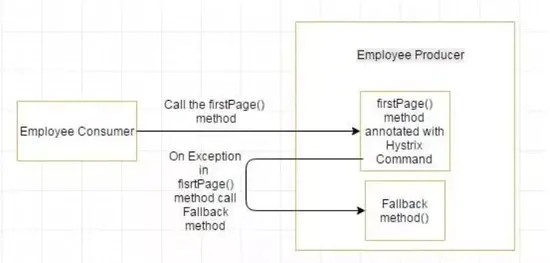 Employee Producer
Call the firstPage()
method
Employee Consumer
firstPage()
method
annotated with
Hystrix
Command
On Exception
in
fisrtPage()
method call
Fallback
method
Fallback
method()